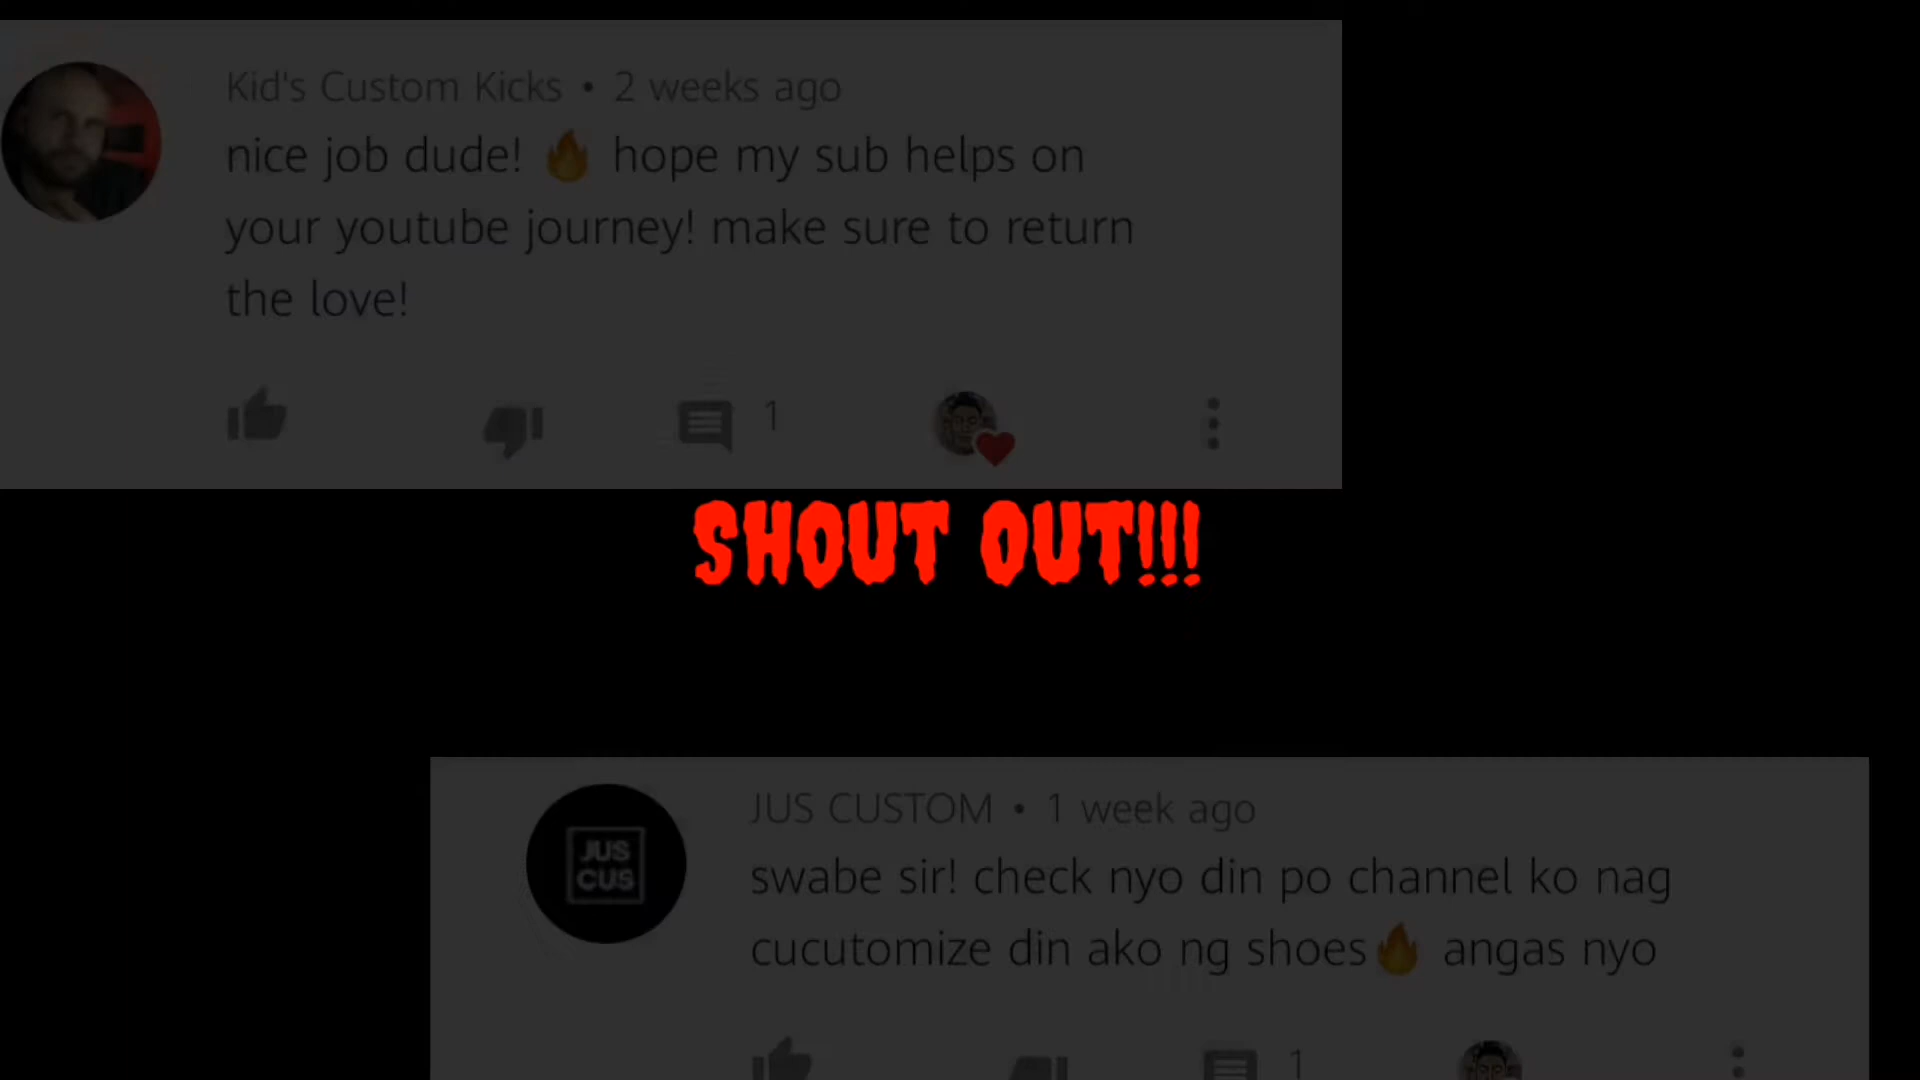 Kid's Custom Kicks • 2 weeks ago
nice job dude! 🔥 hope my sub helps on
your youtube journey! make sure to return
the love!
1
SHOUT OUT!!!
JUS CUSTOM • 1 week ago
JUS
CUS
swabe sir! check nyo din po channel ko nag
cucutomize din ako ng shoes🔥 angas nyo
1